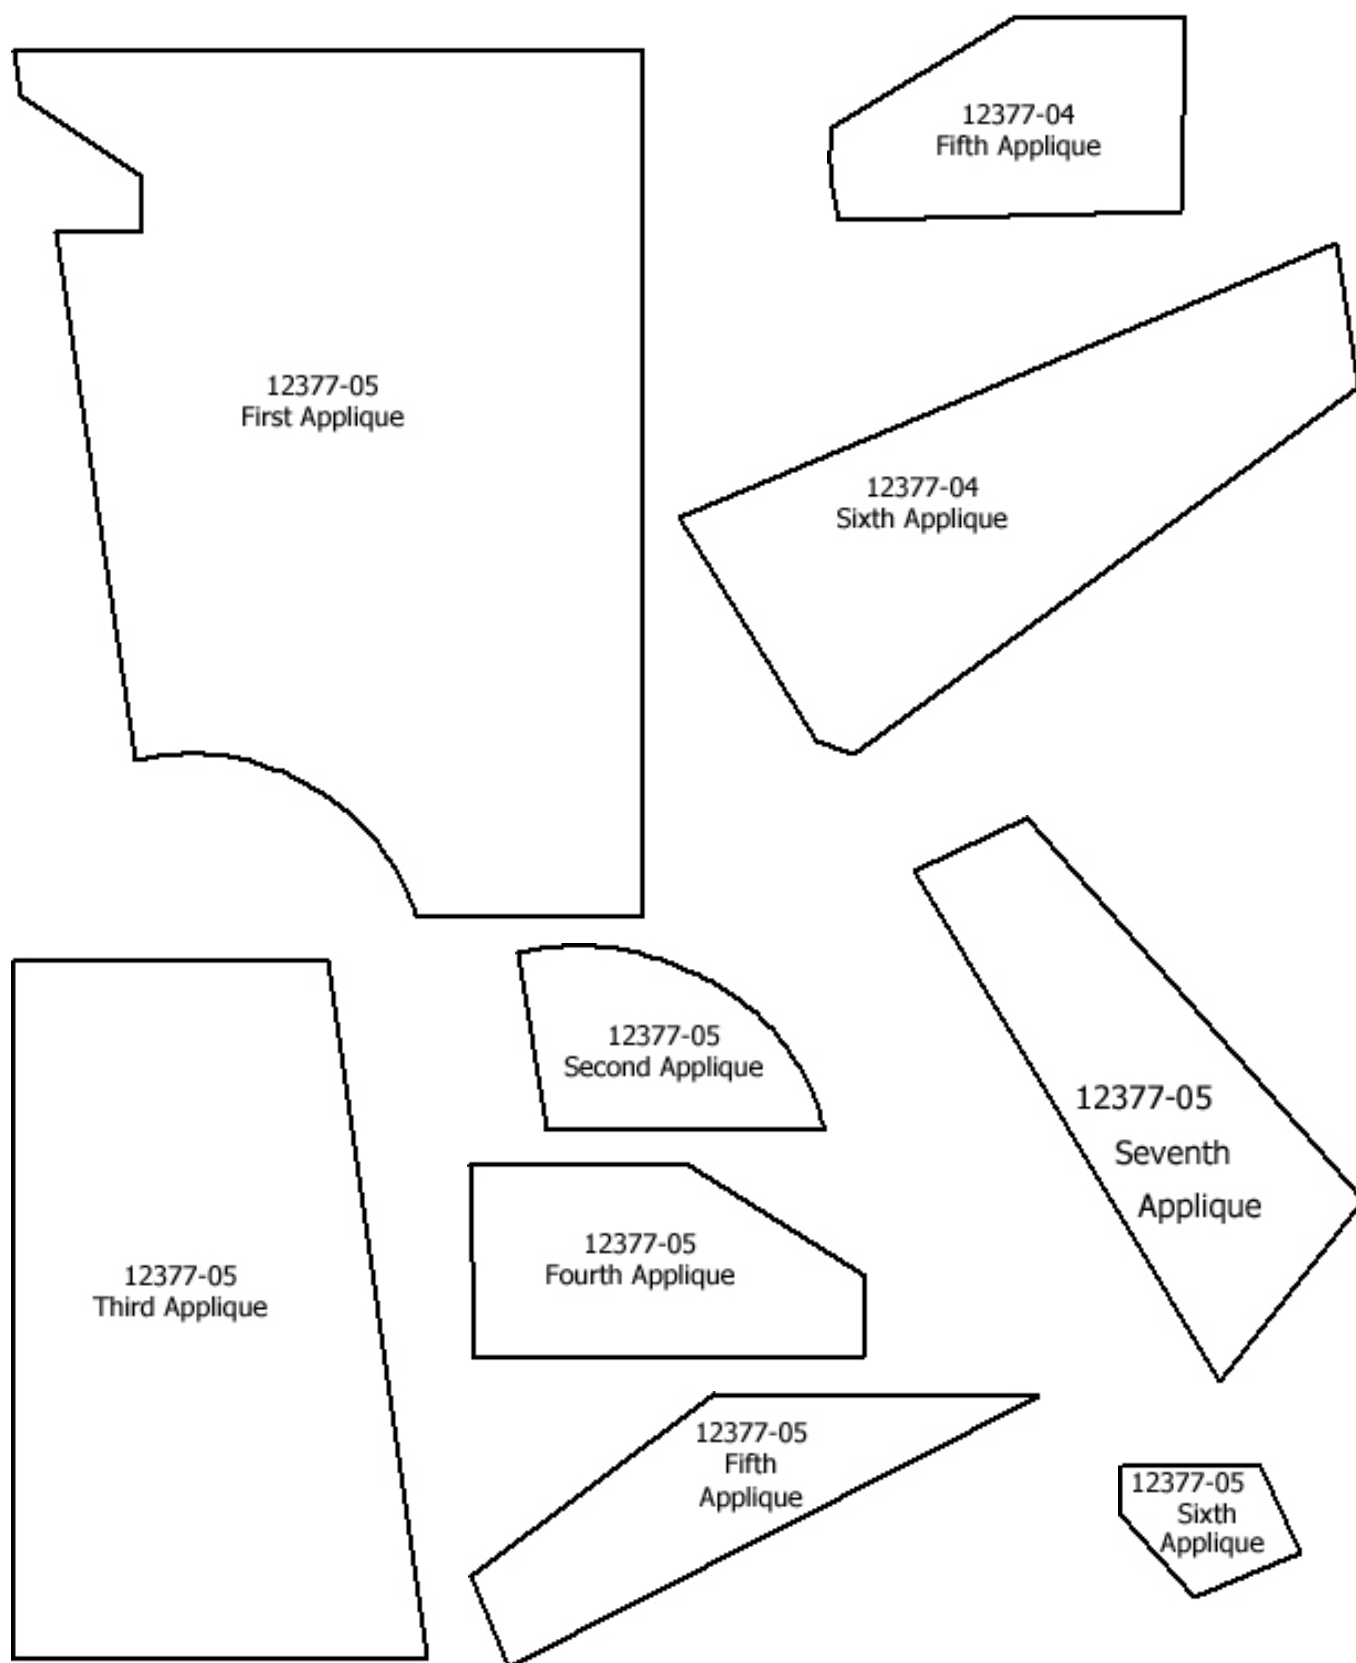 12377-04
Fifth Applique
12377-05
First Applique
12377-04
Sixth Applique
12377-05
Second Applique
12377-05
Seventh
Applique
12377-05
Fourth Applique
12377-05
Third Applique
12377-05
Fifth
Applique
12377-05
Sixth
Applique